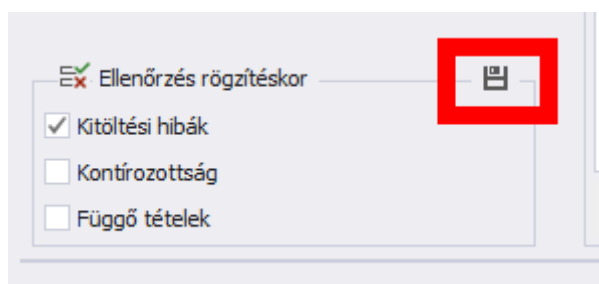 Ellenőrzés rögzítéskor
Kitöltési hibák
Kontírozottság
Függő tételek